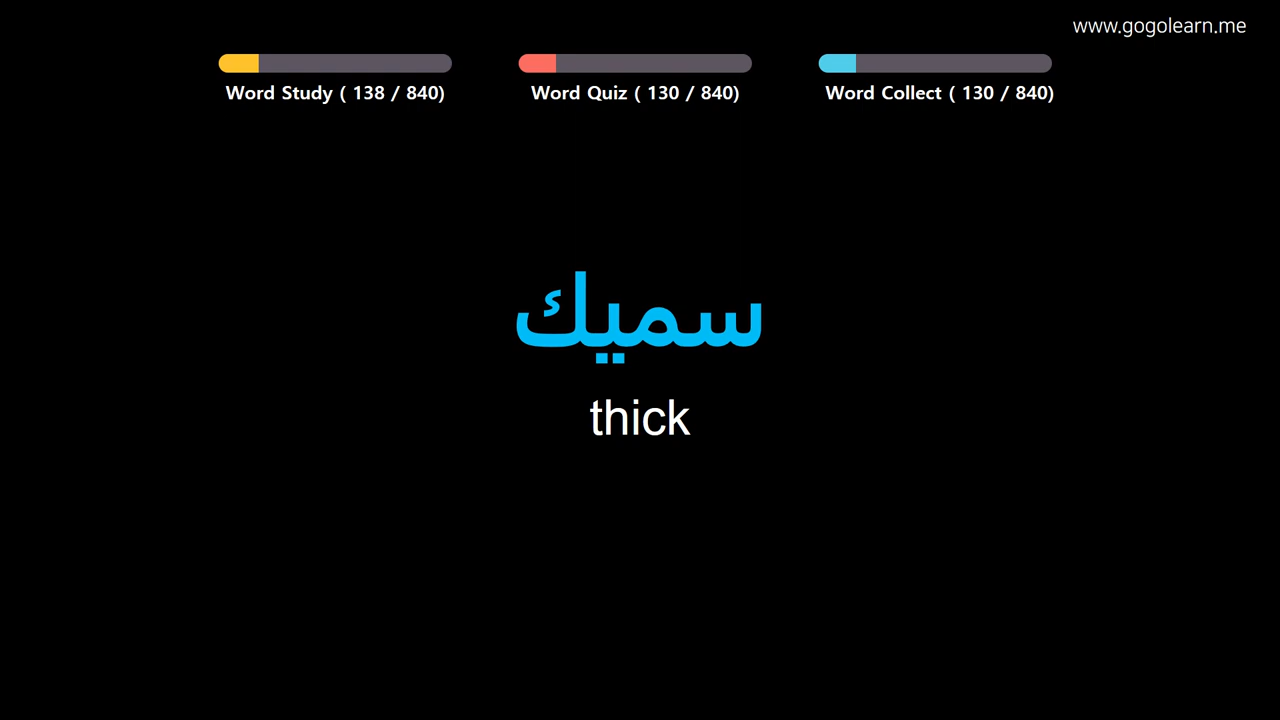 www.gogolearn.me
Word Study ( 138 / 840)
Word Quiz ( 130 / 840)
Word Collect ( 130 / 840)
سميك
thick